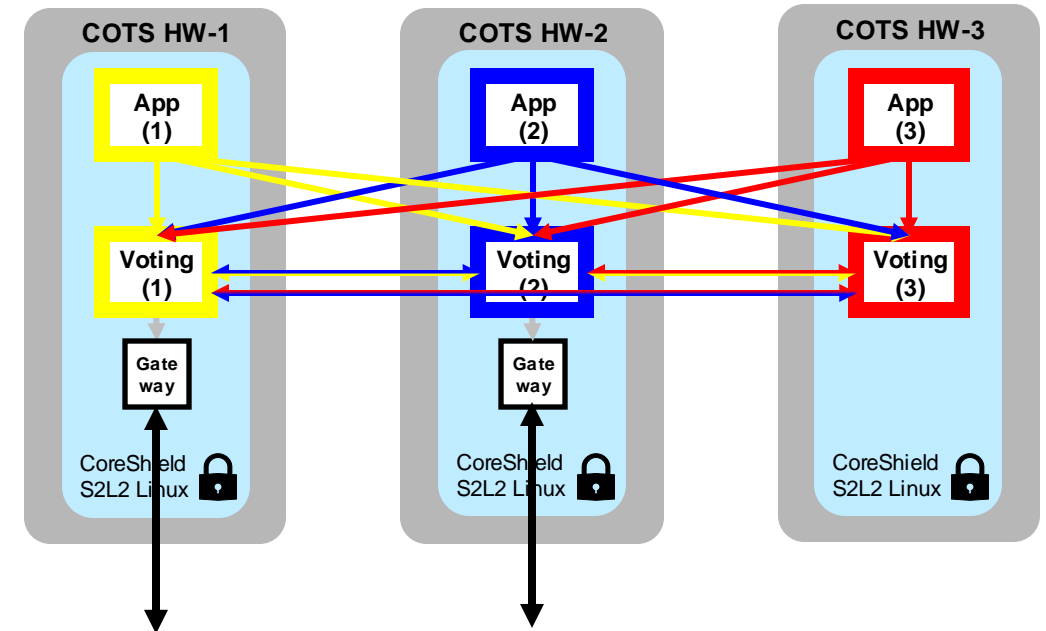 COTS HW-1
App
(1)
Voting
(1)
Gate
way
CoreShield
S2L2 Linux
COTS HW-2
App
(2)
Voting
(2)
Gate
way
CoreShield
S2L2 Linux
COTS HW-3
App
(3)
Voting
(3)
CoreShield
S2L2 Linux